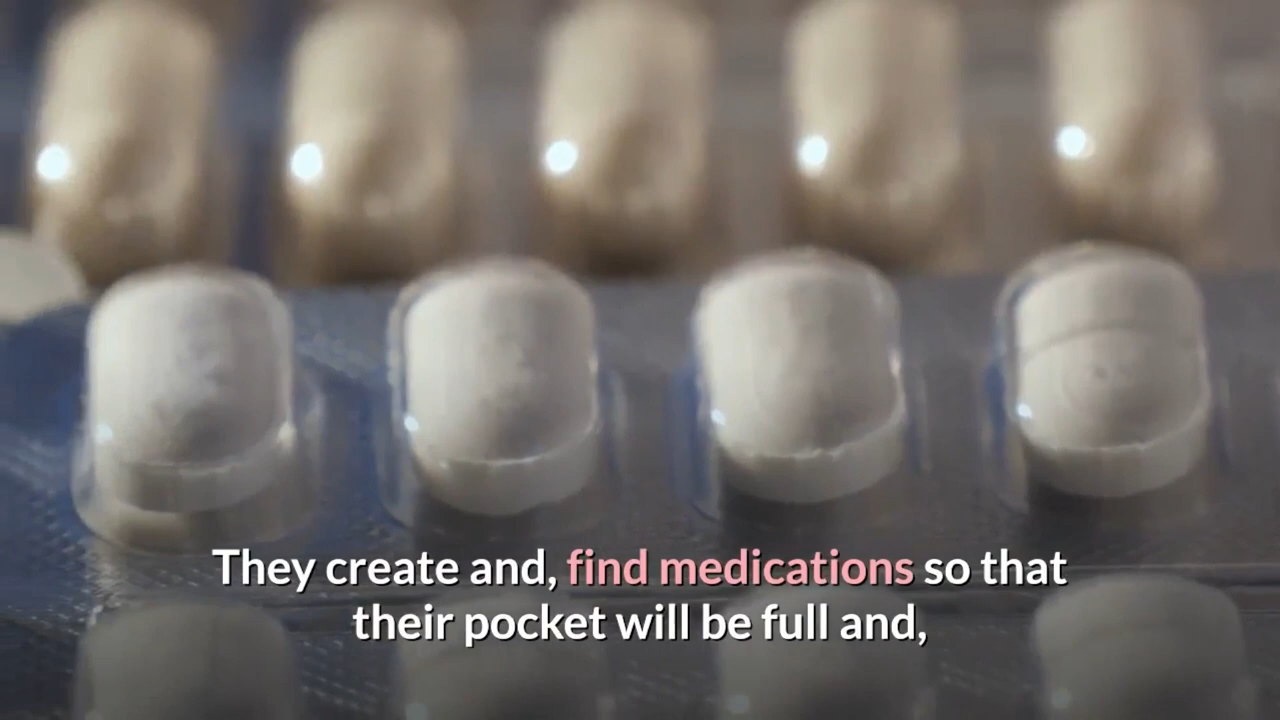 They create and, find medications so that
their pocket will be full and,